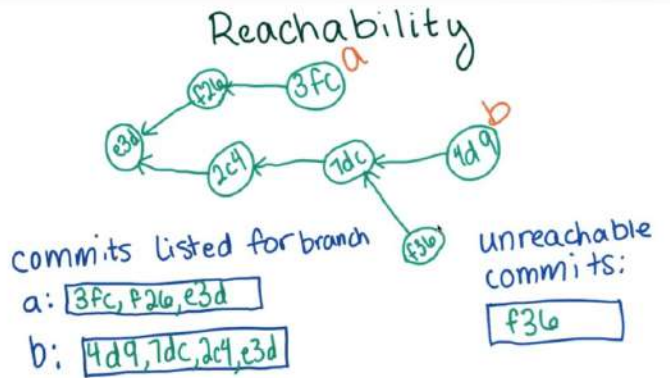 Reachability
a
f26
3fc
b
e3d
2c4
7dc
4d9
f36
commits listed for branch
a: 3fc, f26, e3d
b: 4d9, 7dc, 2c4, e3d
unreachable
commits:
f36